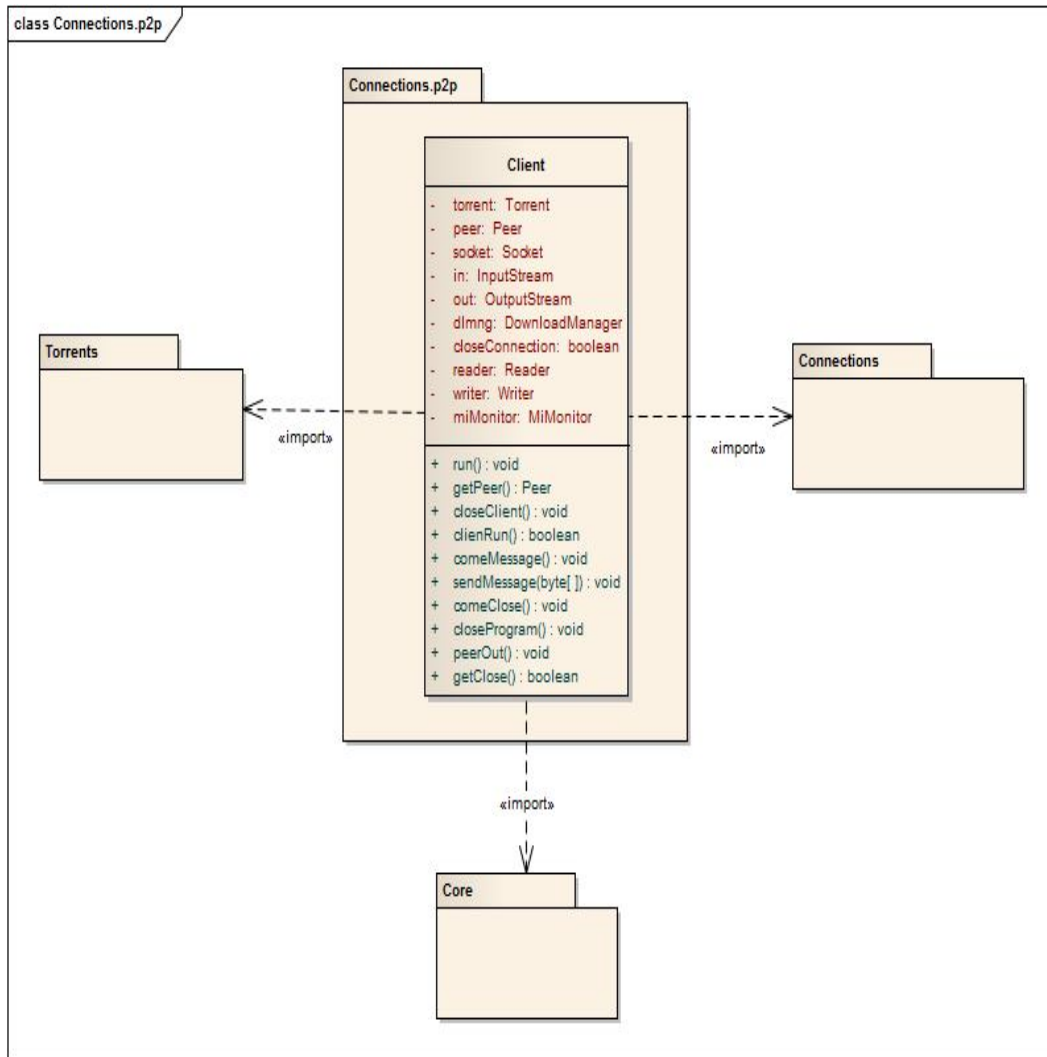 class Connections.p2p
Connections.p2p
Client
- torrent: Torrent
- peer: Peer
- socket: Socket
- in: InputStream
- out: OutputStream
- dlmng: DownloadManager
- closeConnection: boolean
- reader: Reader
- writer: Writer
- miMonitor: MiMonitor
+ run() : void
+ getPeer() : Peer
+ closeClient() : void
+ clienRun() : boolean
+ comeMessage() : void
+ sendMessage(byte[ ]) : void
+ comeClose() : void
+ closeProgram() : void
+ peerOut() : void
+ getClose() : boolean
Torrents
«import»
Connections
«import»
«import»
Core